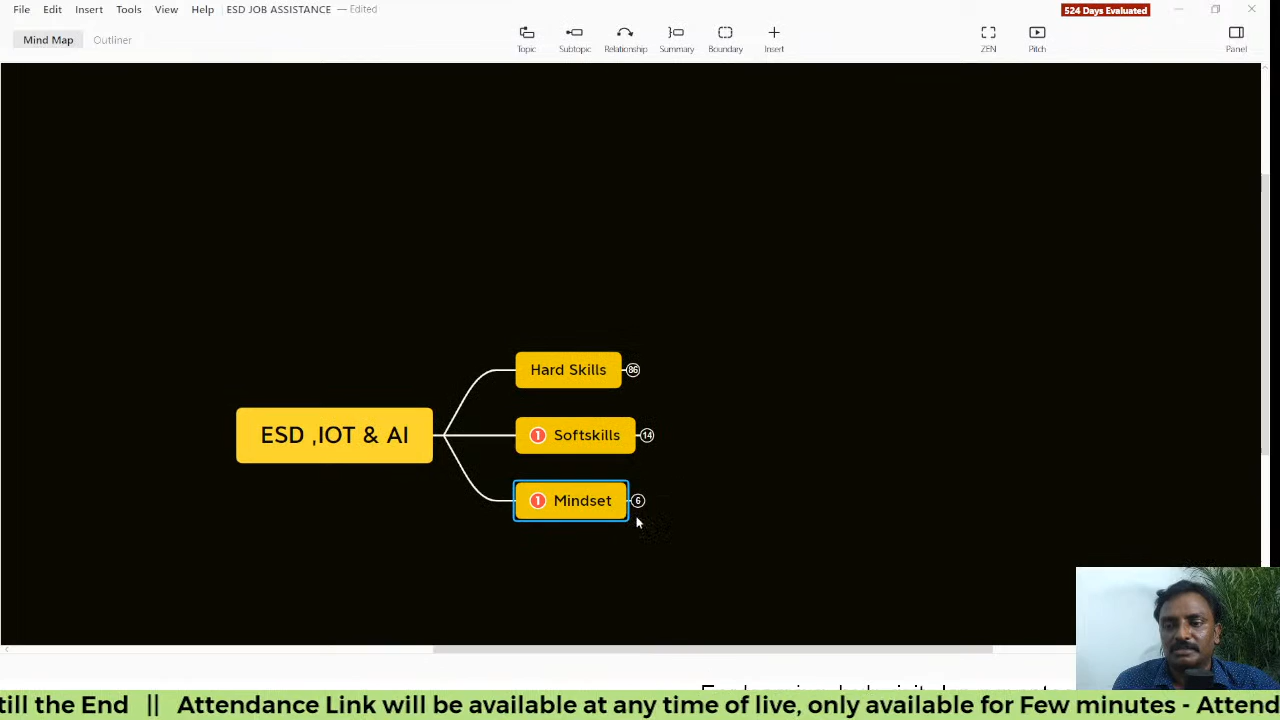 File Edit Insert Tools View Help ESD JOB ASSISTANCE — Edited 524 Days Evaluated
Mind Map Outliner Topic Subtopic Relationship Summary Boundary Insert ZEN Pitch Panel
Hard Skills 86
ESD ,IOT & AI 1 Softskills 14
1 Mindset 6
till the End || Attendance Link will be available at any time of live, only available for Few minutes - Attend